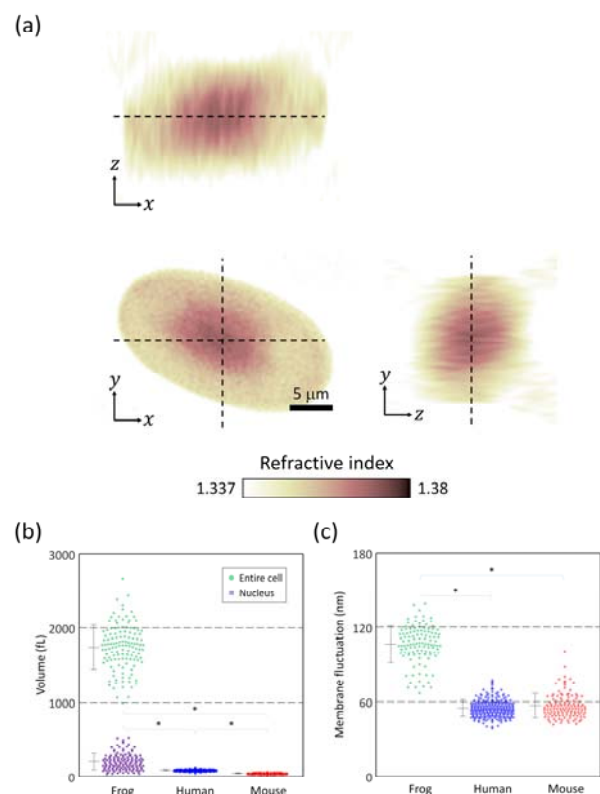 (a)
z
x
y
x
5 μm
y
z
Refractive index
1.337
1.38
(b)
3000
2000
1000
0
Volume (fL)
Entire cell
Nucleus
*
*
*
Frog
Human
Mouse
(c)
180
120
60
0
Membrane fluctuation (nm)
*
*
Frog
Human
Mouse